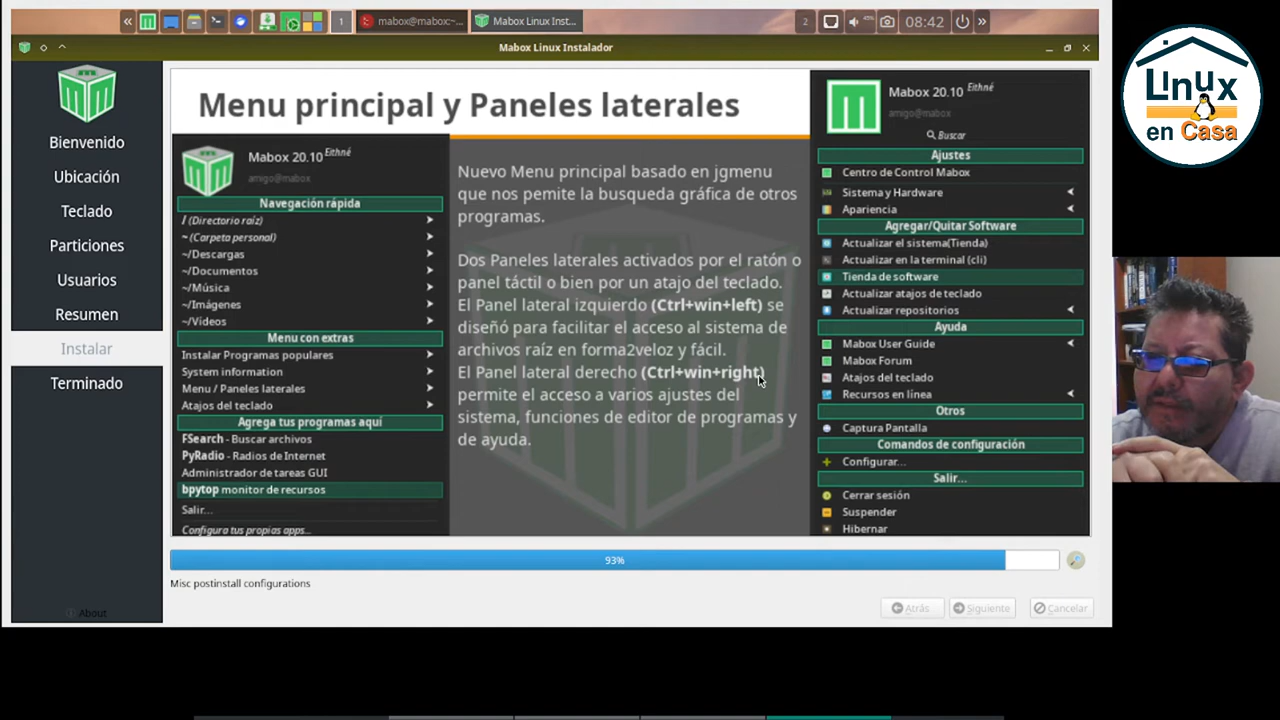 «
1
mabox@mabox:~...
Mabox Linux Inst...
2
45%
08:42
»
Mabox Linux Instalador
Bienvenido
Ubicación
Teclado
Particiones
Usuarios
Resumen
Instalar
Terminado
About
Menu principal y Paneles laterales
Mabox 20.10 Eithné
amigo@mabox
Navegación rápida
/ (Directorio raíz)
~ (Carpeta personal)
~/Descargas
~/Documentos
~/Música
~/Imágenes
~/Vídeos
Menu con extras
Instalar Programas populares
System information
Menu / Paneles laterales
Atajos del teclado
Agrega tus programas aquí
FSearch - Buscar archivos
PyRadio - Radios de Internet
Administrador de tareas GUI
bpytop monitor de recursos
Salir...
Configura tus propias apps...
Nuevo Menu principal basado en jgmenu
que nos pemite la busqueda gráfica de otros
programas.
Dos Paneles laterales activados por el ratón o
panel táctil o bien por un atajo del teclado.
El Panel lateral izquierdo (Ctrl+win+left) se
diseñó para facilitar el acceso al sistema de
archivos raíz en forma2veloz y fácil.
El Panel lateral derecho (Ctrl+win+right)
permite el acceso a varios ajustes del
sistema, funciones de editor de programas y
de ayuda.
Mabox 20.10 Eithné
amigo@mabox
Buscar
Ajustes
Centro de Control Mabox
Sistema y Hardware
Apariencia
Agregar/Quitar Software
Actualizar el sistema(Tienda)
Actualizar en la terminal (cli)
Tienda de software
Actualizar atajos de teclado
Actualizar repositorios
Ayuda
Mabox User Guide
Mabox Forum
Atajos del teclado
Recursos en línea
Otros
Captura Pantalla
Comandos de configuración
Configurar...
Salir...
Cerrar sesión
Suspender
Hibernar
93%
Misc postinstall configurations
Atrás
Siguiente
Cancelar
Linux
en Casa